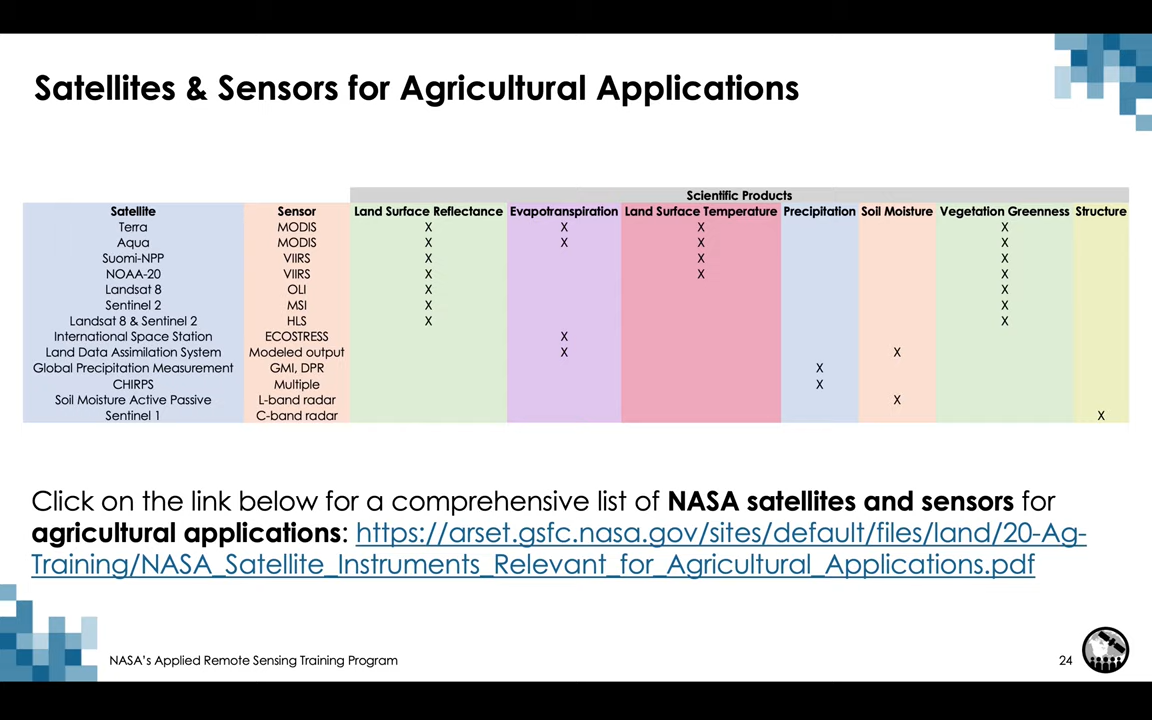 Satellites & Sensors for Agricultural Applications
Scientific Products
Satellite Sensor Land Surface Reflectance Evapotranspiration Land Surface Temperature Precipitation Soil Moisture Vegetation Greenness Structure
Terra MODIS X X X X
Aqua MODIS X X X X
Suomi-NPP VIIRS X X X
NOAA-20 VIIRS X X X
Landsat 8 OLI X X
Sentinel 2 MSI X X
Landsat 8 & Sentinel 2 HLS X X
International Space Station ECOSTRESS X
Land Data Assimilation System Modeled output X X
Global Precipitation Measurement GMI, DPR X
CHIRPS Multiple X
Soil Moisture Active Passive L-band radar X
Sentinel 1 C-band radar X
Click on the link below for a comprehensive list of NASA satellites and sensors for
agricultural applications: https://arset.gsfc.nasa.gov/sites/default/files/land/20-Ag-
Training/NASA_Satellite_Instruments_Relevant_for_Agricultural_Applications.pdf
NASA's Applied Remote Sensing Training Program
24